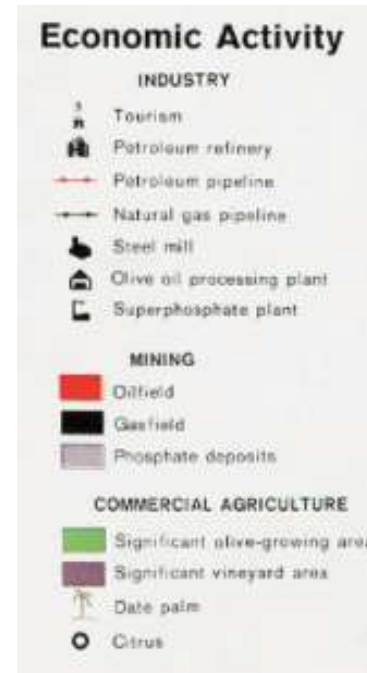 Economic Activity
INDUSTRY
Tourism
Petroleum refinery
Petroleum pipeline
Natural gas pipeline
Steel mill
Olive oil processing plant
Superphosphate plant
MINING
Oilfield
Gasfield
Phosphate deposits
COMMERCIAL AGRICULTURE
Significant olive-growing area
Significant vineyard area
Date palm
Citrus